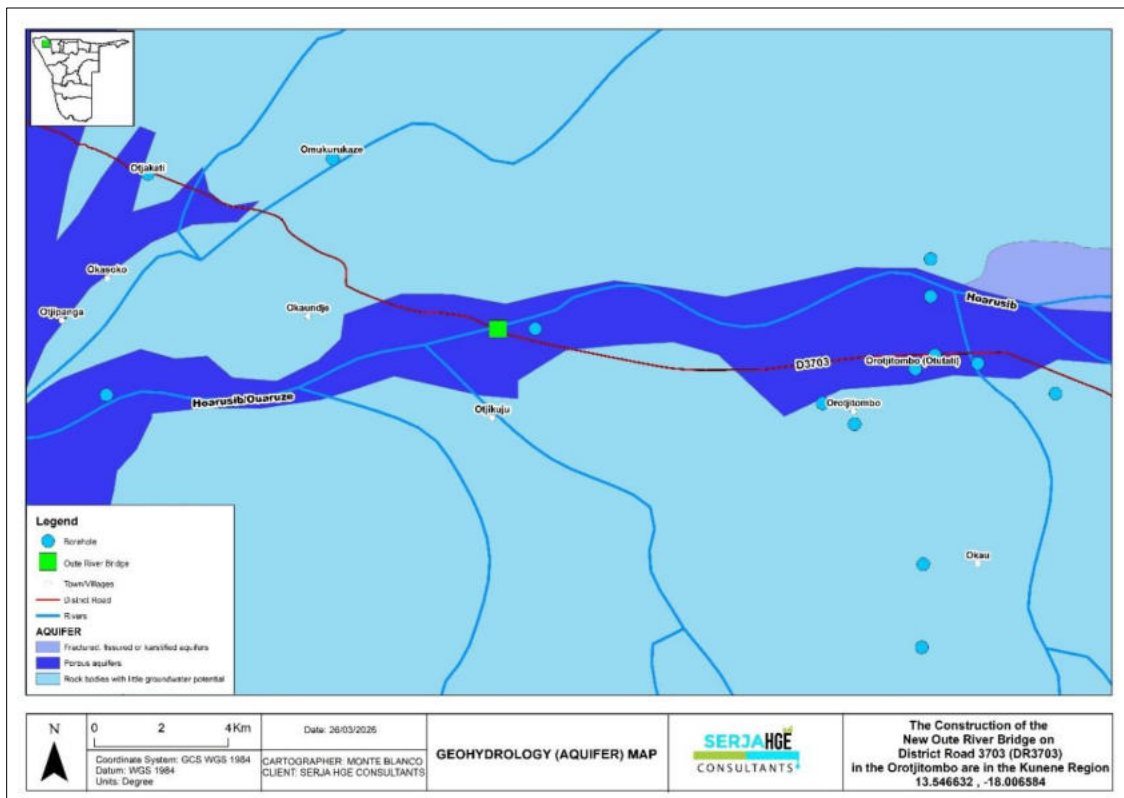 Otjakati
Omukurukaze
Okasoko
Otjipanga
Okaundje
Hoarusib
D3703
Orotjitombo (Otutati)
Hoarusib/Ouaruze
Otjikuju
Orotjitombo
Okau
Legend
Borehole
Oute River Bridge
Town/Villages
District Road
Rivers
AQUIFER
Fractured, fissured or karstified aquifers
Porous aquifers
Rock bodies with little groundwater potential
N
0 2 4 Km
Coordinate System: GCS WGS 1984
Datum: WGS 1984
Units: Degree
Date: 26/03/2025
CARTOGRAPHER: MONTE BLANCO
CLIENT: SERJA HGE CONSULTANTS
GEOHYDROLOGY (AQUIFER) MAP
SERJAHGE
CONSULTANTS
The Construction of the
New Oute River Bridge on
District Road 3703 (DR3703)
in the Orotjitombo are in the Kunene Region
13.546632 , -18.006584